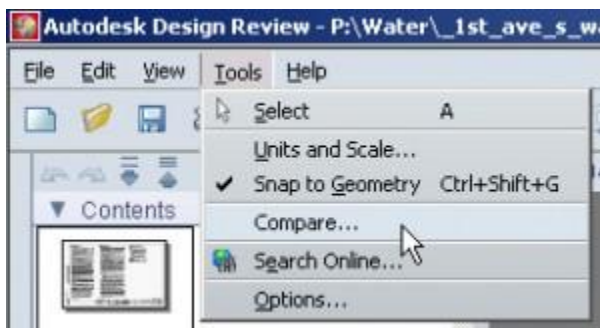 Autodesk Design Review - P:\Water\_1st_ave_s_wa
File Edit View Tools Help
Select A
Units and Scale...
Snap to Geometry Ctrl+Shift+G
Contents
Compare...
Search Online...
Options...